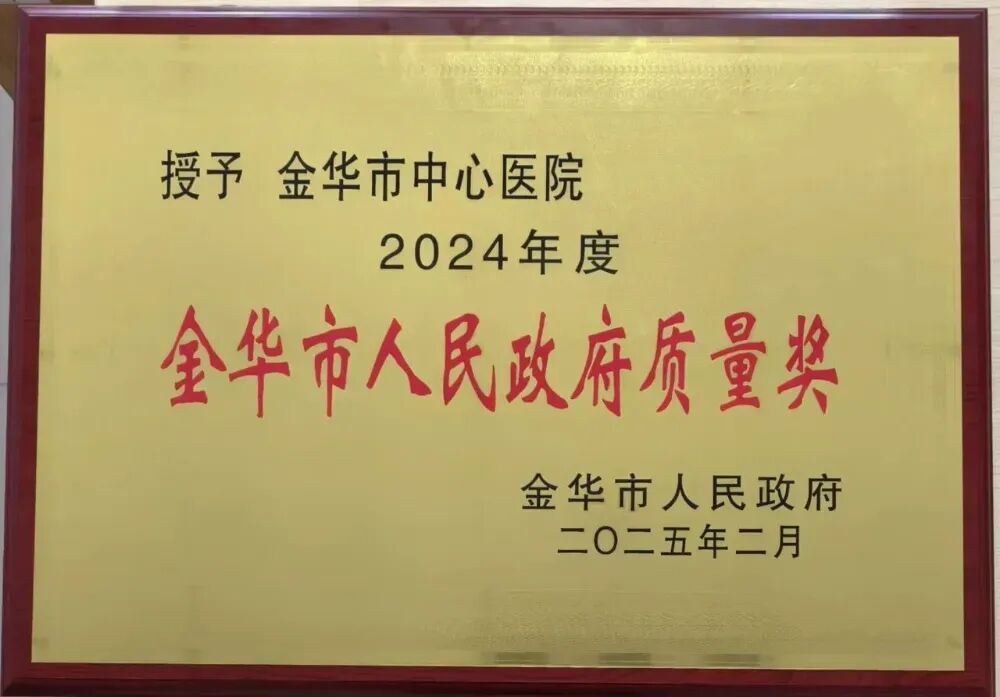 授予 金华市中心医院
2024年度
金华市人民政府质量奖
金华市人民政府
二〇二五年二月